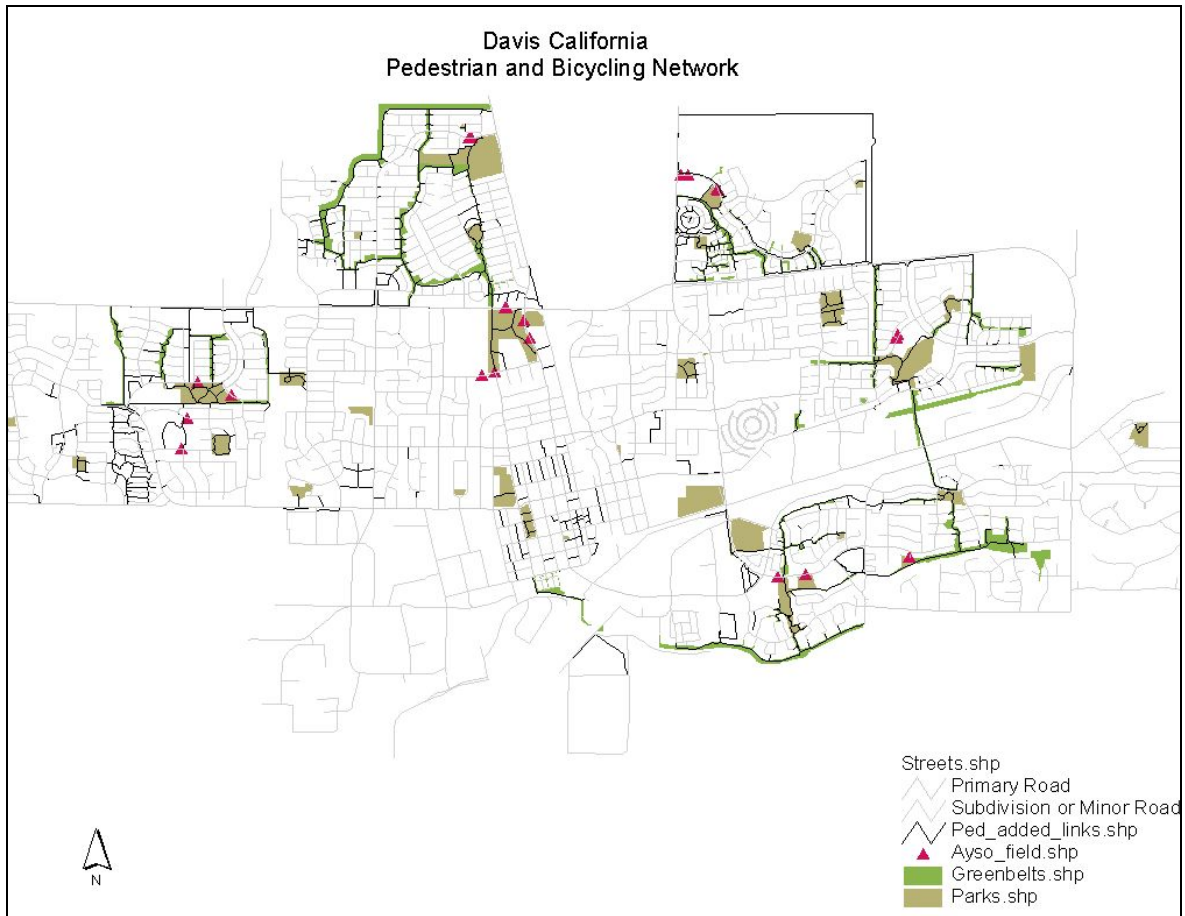 Davis California
Pedestrian and Bicycling Network
Streets.shp
Primary Road
Subdivision or Minor Road
Ped_added_links.shp
Ayso_field.shp
Greenbelts.shp
Parks.shp
N